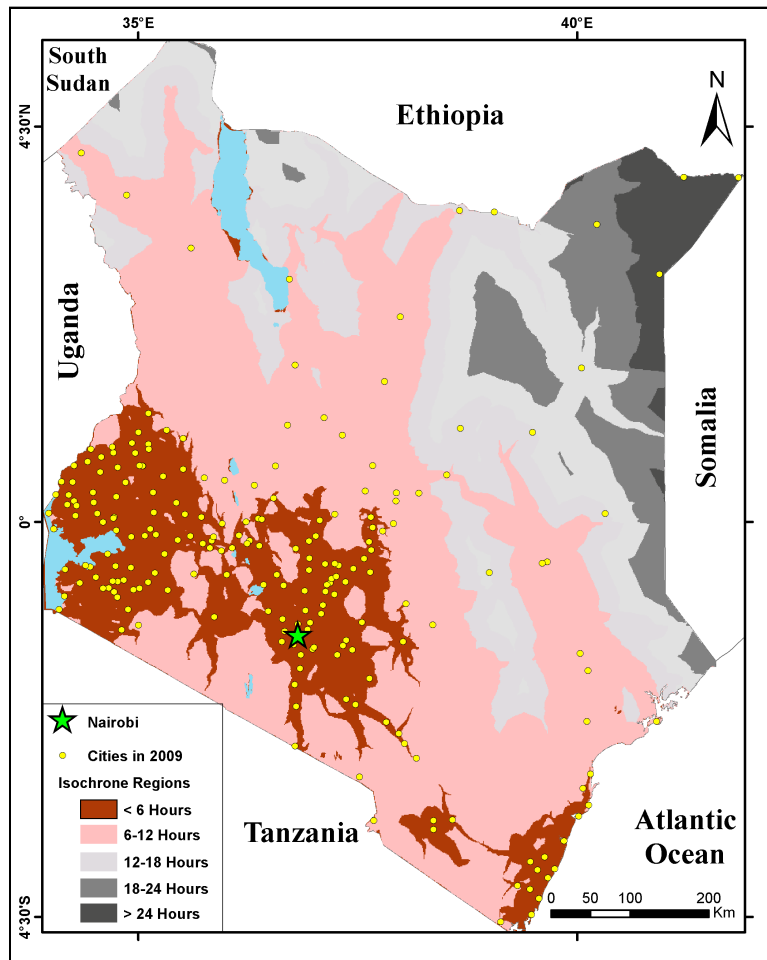 35°E
40°E
South
Sudan
Ethiopia
N
4°30'N
Uganda
Somalia
0°
Nairobi
Cities in 2009
Isochrone Regions
< 6 Hours
6-12 Hours
12-18 Hours
18-24 Hours
> 24 Hours
Tanzania
Atlantic
Ocean
4°30'S
0 50 100 200
Km